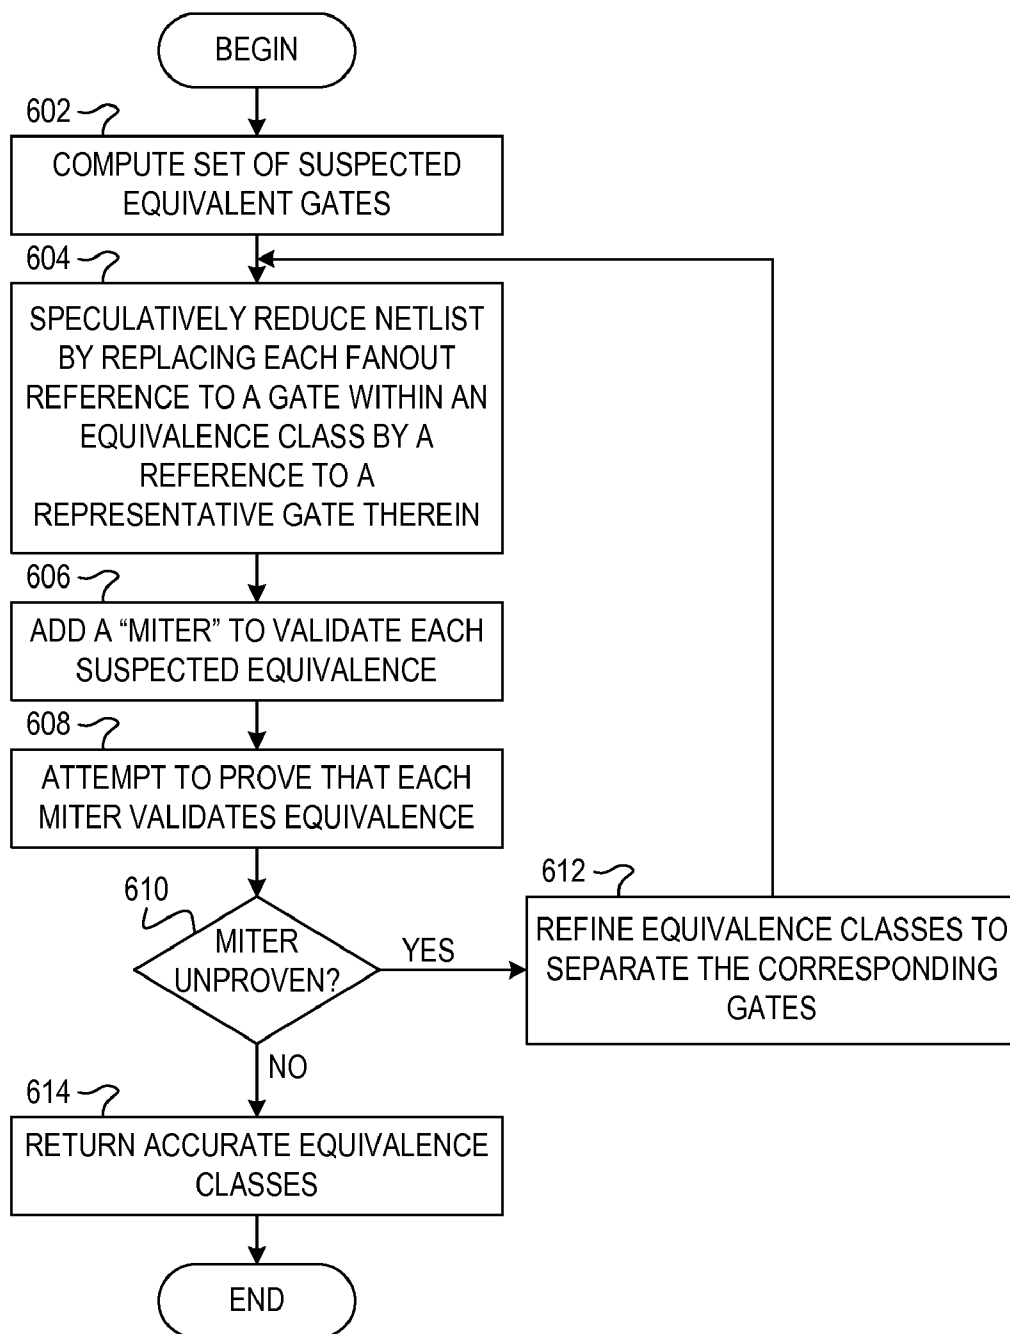 BEGIN
602
COMPUTE SET OF SUSPECTED
EQUIVALENT GATES
604
SPECULATIVELY REDUCE NETLIST
BY REPLACING EACH FANOUT
REFERENCE TO A GATE WITHIN AN
EQUIVALENCE CLASS BY A
REFERENCE TO A
REPRESENTATIVE GATE THEREIN
606
ADD A “MITER” TO VALIDATE EACH
SUSPECTED EQUIVALENCE
608
ATTEMPT TO PROVE THAT EACH
MITER VALIDATES EQUIVALENCE
610
MITER
UNPROVEN?
YES
612
REFINE EQUIVALENCE CLASSES TO
SEPARATE THE CORRESPONDING
GATES
NO
614
RETURN ACCURATE EQUIVALENCE
CLASSES
END